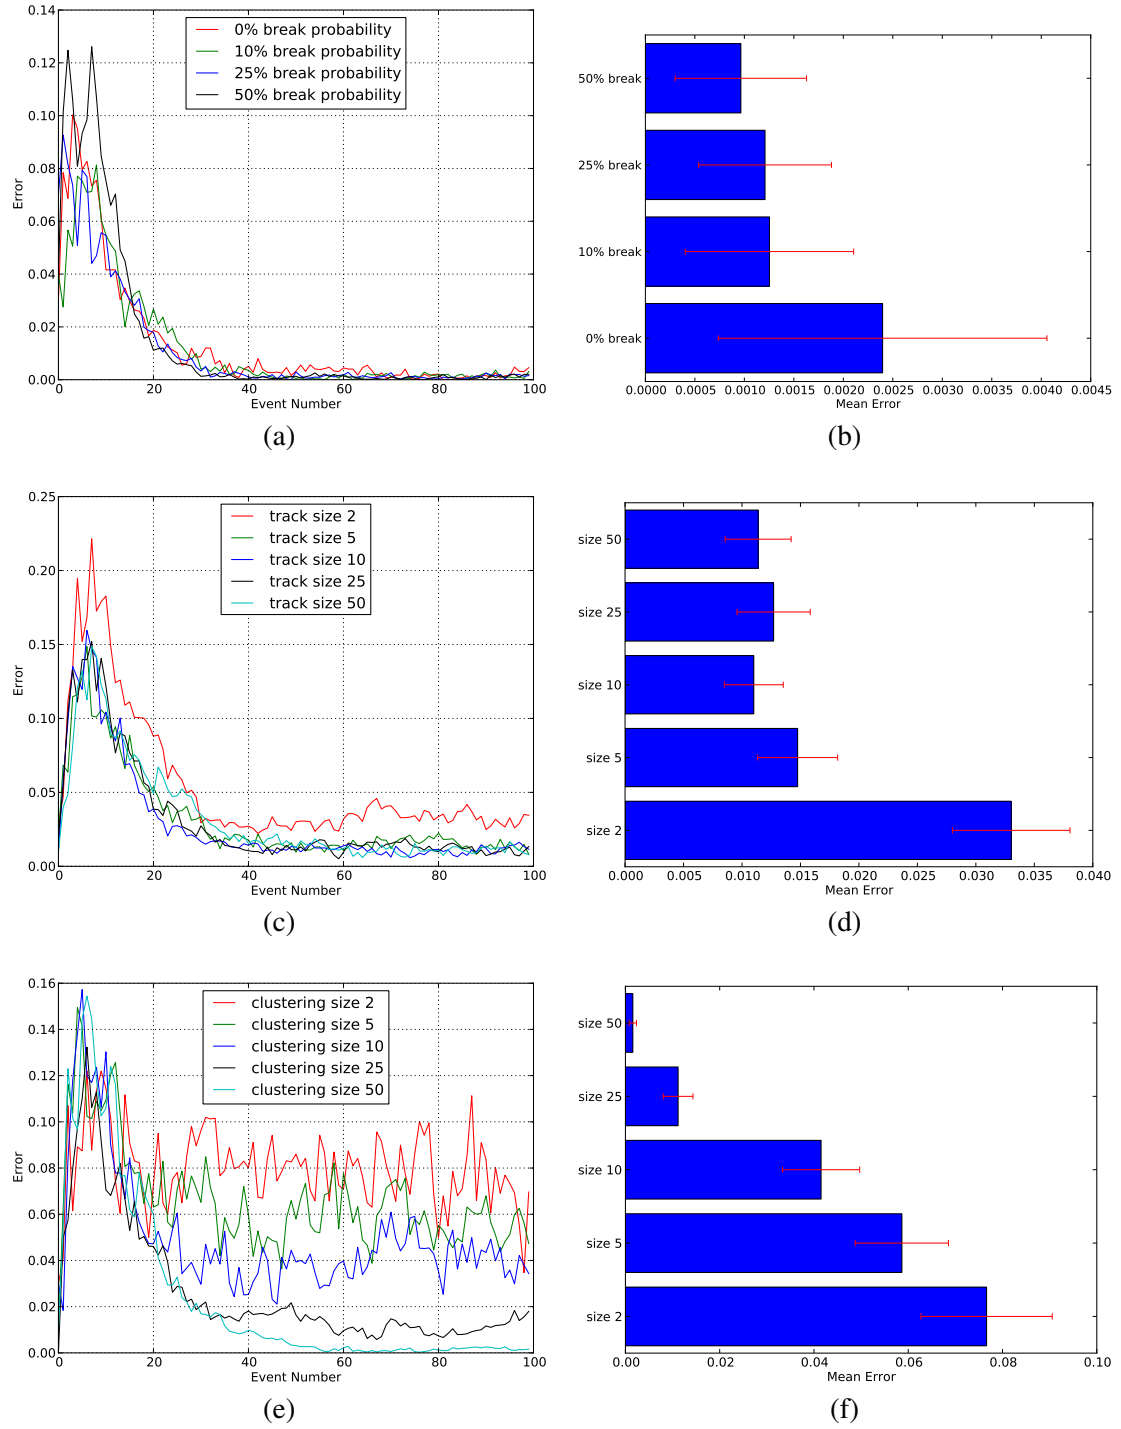 0.14
0.12
0.10
0.08
0.06
0.04
0.02
0.00
Error
0% break probability
10% break probability
25% break probability
50% break probability
0 20 40 60 80 100
Event Number
(a)
50% break
25% break
10% break
0% break
0.0000 0.0005 0.0010 0.0015 0.0020 0.0025 0.0030 0.0035 0.0040 0.0045
Mean Error
(b)
0.25
0.20
0.15
0.10
0.05
0.00
Error
track size 2
track size 5
track size 10
track size 25
track size 50
0 20 40 60 80 100
Event Number
(c)
size 50
size 25
size 10
size 5
size 2
0.000 0.005 0.010 0.015 0.020 0.025 0.030 0.035 0.040
Mean Error
(d)
0.16
0.14
0.12
0.10
0.08
0.06
0.04
0.02
0.00
Error
clustering size 2
clustering size 5
clustering size 10
clustering size 25
clustering size 50
0 20 40 60 80 100
Event Number
(e)
size 50
size 25
size 10
size 5
size 2
0.00 0.02 0.04 0.06 0.08 0.10
Mean Error
(f)